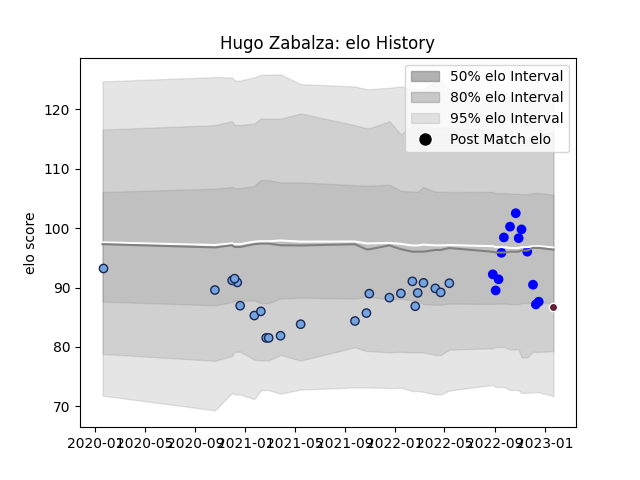 Hugo Zabalza: elo History
50% elo Interval
80% elo Interval
95% elo Interval
Post Match elo
elo score
120
110
100
90
80
70
2020-01 2020-05 2020-09 2021-01 2021-05 2021-09 2022-01 2022-05 2022-09 2023-01